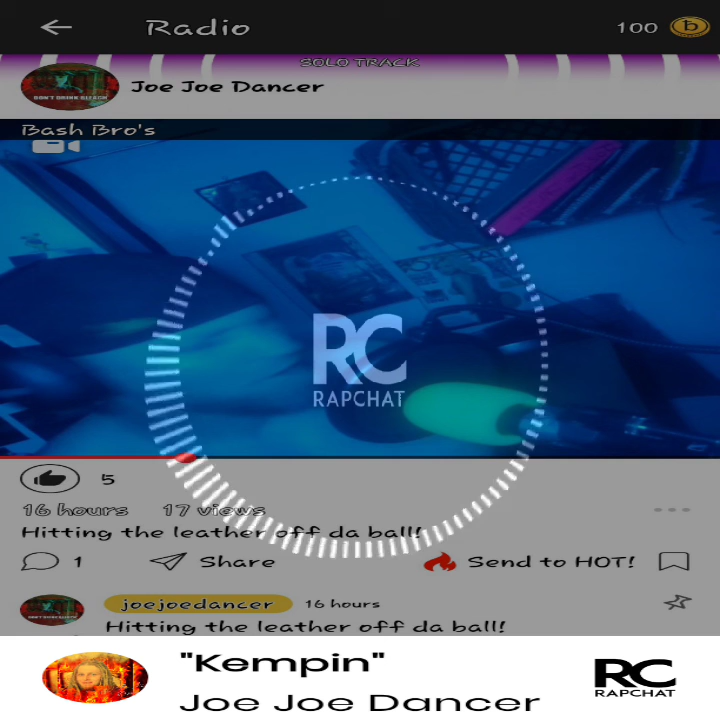 Radio
100
SOLO TRACK
Joe Joe Dancer
Bash Bro's
RC
RAPCHAT
5
16 hours 17 views
Hitting the leather off da ball!
1 Share Send to HOT!
joejoedancer 16 hours
Hitting the leather off da ball!
"Kempin"
Joe Joe Dancer
RC
RAPCHAT